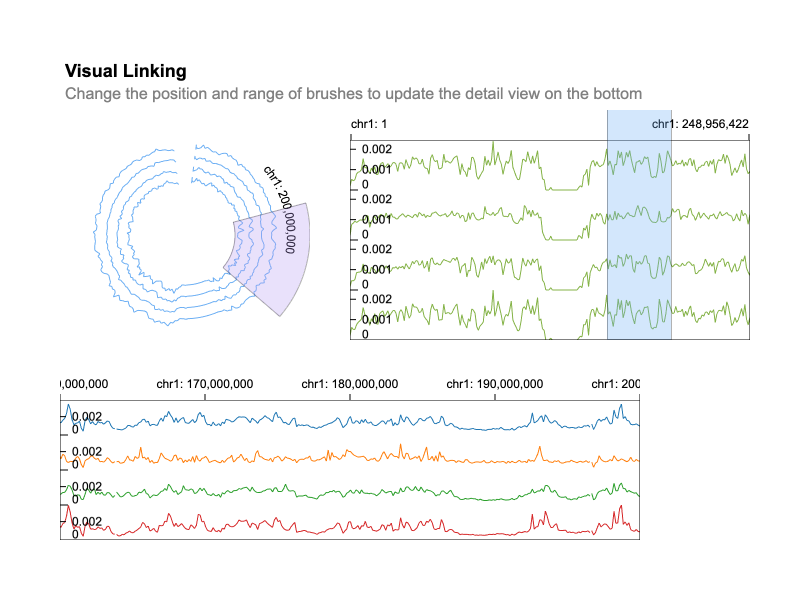 Visual Linking
Change the position and range of brushes to update the detail view on the bottom
chr1: 1
chr1: 248,956,422
chr1: 200,000,000
0.002
0.001
0
0.002
0.001
0
0.002
0.001
0
0.002
0.001
0
0,000,000
chr1: 170,000,000
chr1: 180,000,000
chr1: 190,000,000
chr1: 200
0.002
0
0.002
0
0.002
0
0.002
0